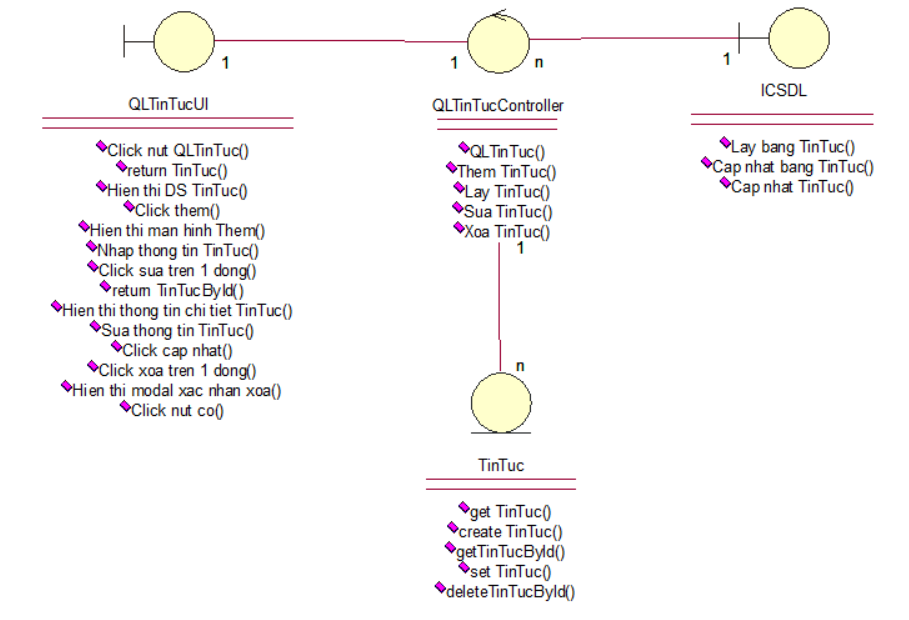 1
1
n
1
QLTinTucUI
QLTinTucController
ICSDL
Click nut QLTinTuc()
return TinTuc()
Hien thi DS TinTuc()
Click them()
Hien thi man hinh Them()
Nhap thong tin TinTuc()
Click sua tren 1 dong()
return TinTucById()
Hien thi thong tin chi tiet TinTuc()
Sua thong tin TinTuc()
Click cap nhat()
Click xoa tren 1 dong()
Hien thi modal xac nhan xoa()
Click nut co()
QLTinTuc()
Them TinTuc()
Lay TinTuc()
Sua TinTuc()
Xoa TinTuc()
Lay bang TinTuc()
Cap nhat bang TinTuc()
Cap nhat TinTuc()
1
n
TinTuc
get TinTuc()
create TinTuc()
getTinTucById()
set TinTuc()
deleteTinTucById()